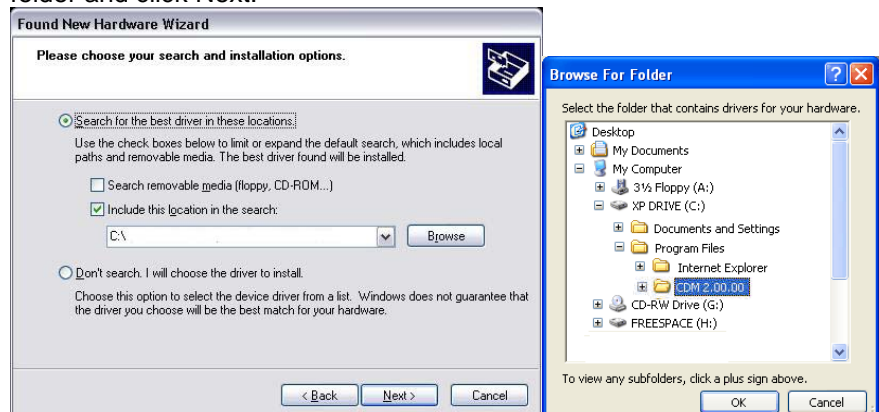 folder and click Next.
Found New Hardware Wizard
Please choose your search and installation options.
Search for the best driver in these locations.
Use the check boxes below to limit or expand the default search, which includes local
paths and removable media. The best driver found will be installed.
Search removable media (floppy, CD-ROM...)
Include this location in the search:
C:\
Browse
Don't search. I will choose the driver to install.
Choose this option to select the device driver from a list. Windows does not guarantee that
the driver you choose will be the best match for your hardware.
< Back
Next >
Cancel
Browse For Folder
Select the folder that contains drivers for your hardware.
Desktop
My Documents
My Computer
3½ Floppy (A:)
XP DRIVE (C:)
Documents and Settings
Program Files
Internet Explorer
CDM 2.00.00
CD-RW Drive (G:)
FREESPACE (H:)
To view any subfolders, click a plus sign above.
OK
Cancel